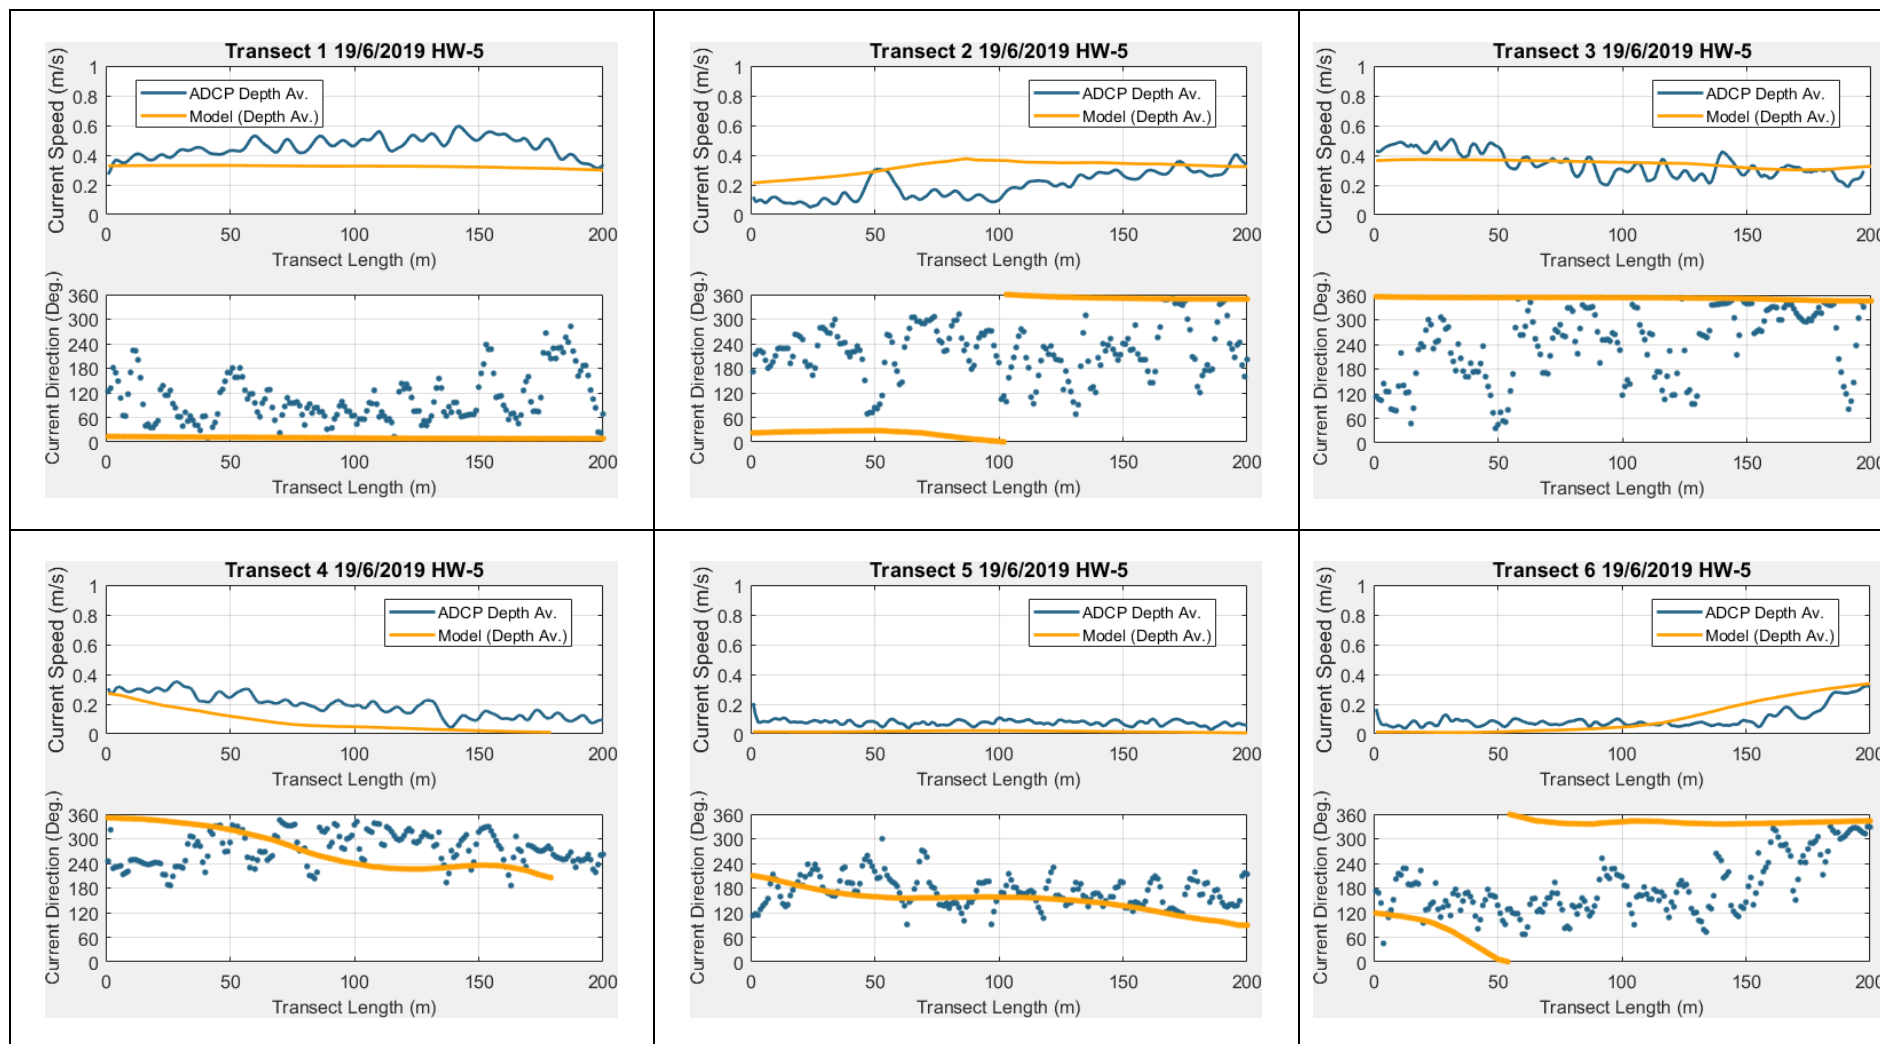 Transect 1 19/6/2019 HW-5
Current Speed (m/s)
1
0.8
0.6
0.4
0.2
0
ADCP Depth Av.
Model (Depth Av.)
0 50 100 150 200
Transect Length (m)
Current Direction (Deg.)
360
300
240
180
120
60
0
0 50 100 150 200
Transect Length (m)
Transect 2 19/6/2019 HW-5
Current Speed (m/s)
1
0.8
0.6
0.4
0.2
0
ADCP Depth Av.
Model (Depth Av.)
0 50 100 150 200
Transect Length (m)
Current Direction (Deg.)
360
300
240
180
120
60
0
0 50 100 150 200
Transect Length (m)
Transect 3 19/6/2019 HW-5
Current Speed (m/s)
1
0.8
0.6
0.4
0.2
0
ADCP Depth Av.
Model (Depth Av.)
0 50 100 150 200
Transect Length (m)
Current Direction (Deg.)
360
300
240
180
120
60
0
0 50 100 150 200
Transect Length (m)
Transect 4 19/6/2019 HW-5
Current Speed (m/s)
1
0.8
0.6
0.4
0.2
0
ADCP Depth Av.
Model (Depth Av.)
0 50 100 150 200
Transect Length (m)
Current Direction (Deg.)
360
300
240
180
120
60
0
0 50 100 150 200
Transect Length (m)
Transect 5 19/6/2019 HW-5
Current Speed (m/s)
1
0.8
0.6
0.4
0.2
0
ADCP Depth Av.
Model (Depth Av.)
0 50 100 150 200
Transect Length (m)
Current Direction (Deg.)
360
300
240
180
120
60
0
0 50 100 150 200
Transect Length (m)
Transect 6 19/6/2019 HW-5
Current Speed (m/s)
1
0.8
0.6
0.4
0.2
0
ADCP Depth Av.
Model (Depth Av.)
0 50 100 150 200
Transect Length (m)
Current Direction (Deg.)
360
300
240
180
120
60
0
0 50 100 150 200
Transect Length (m)